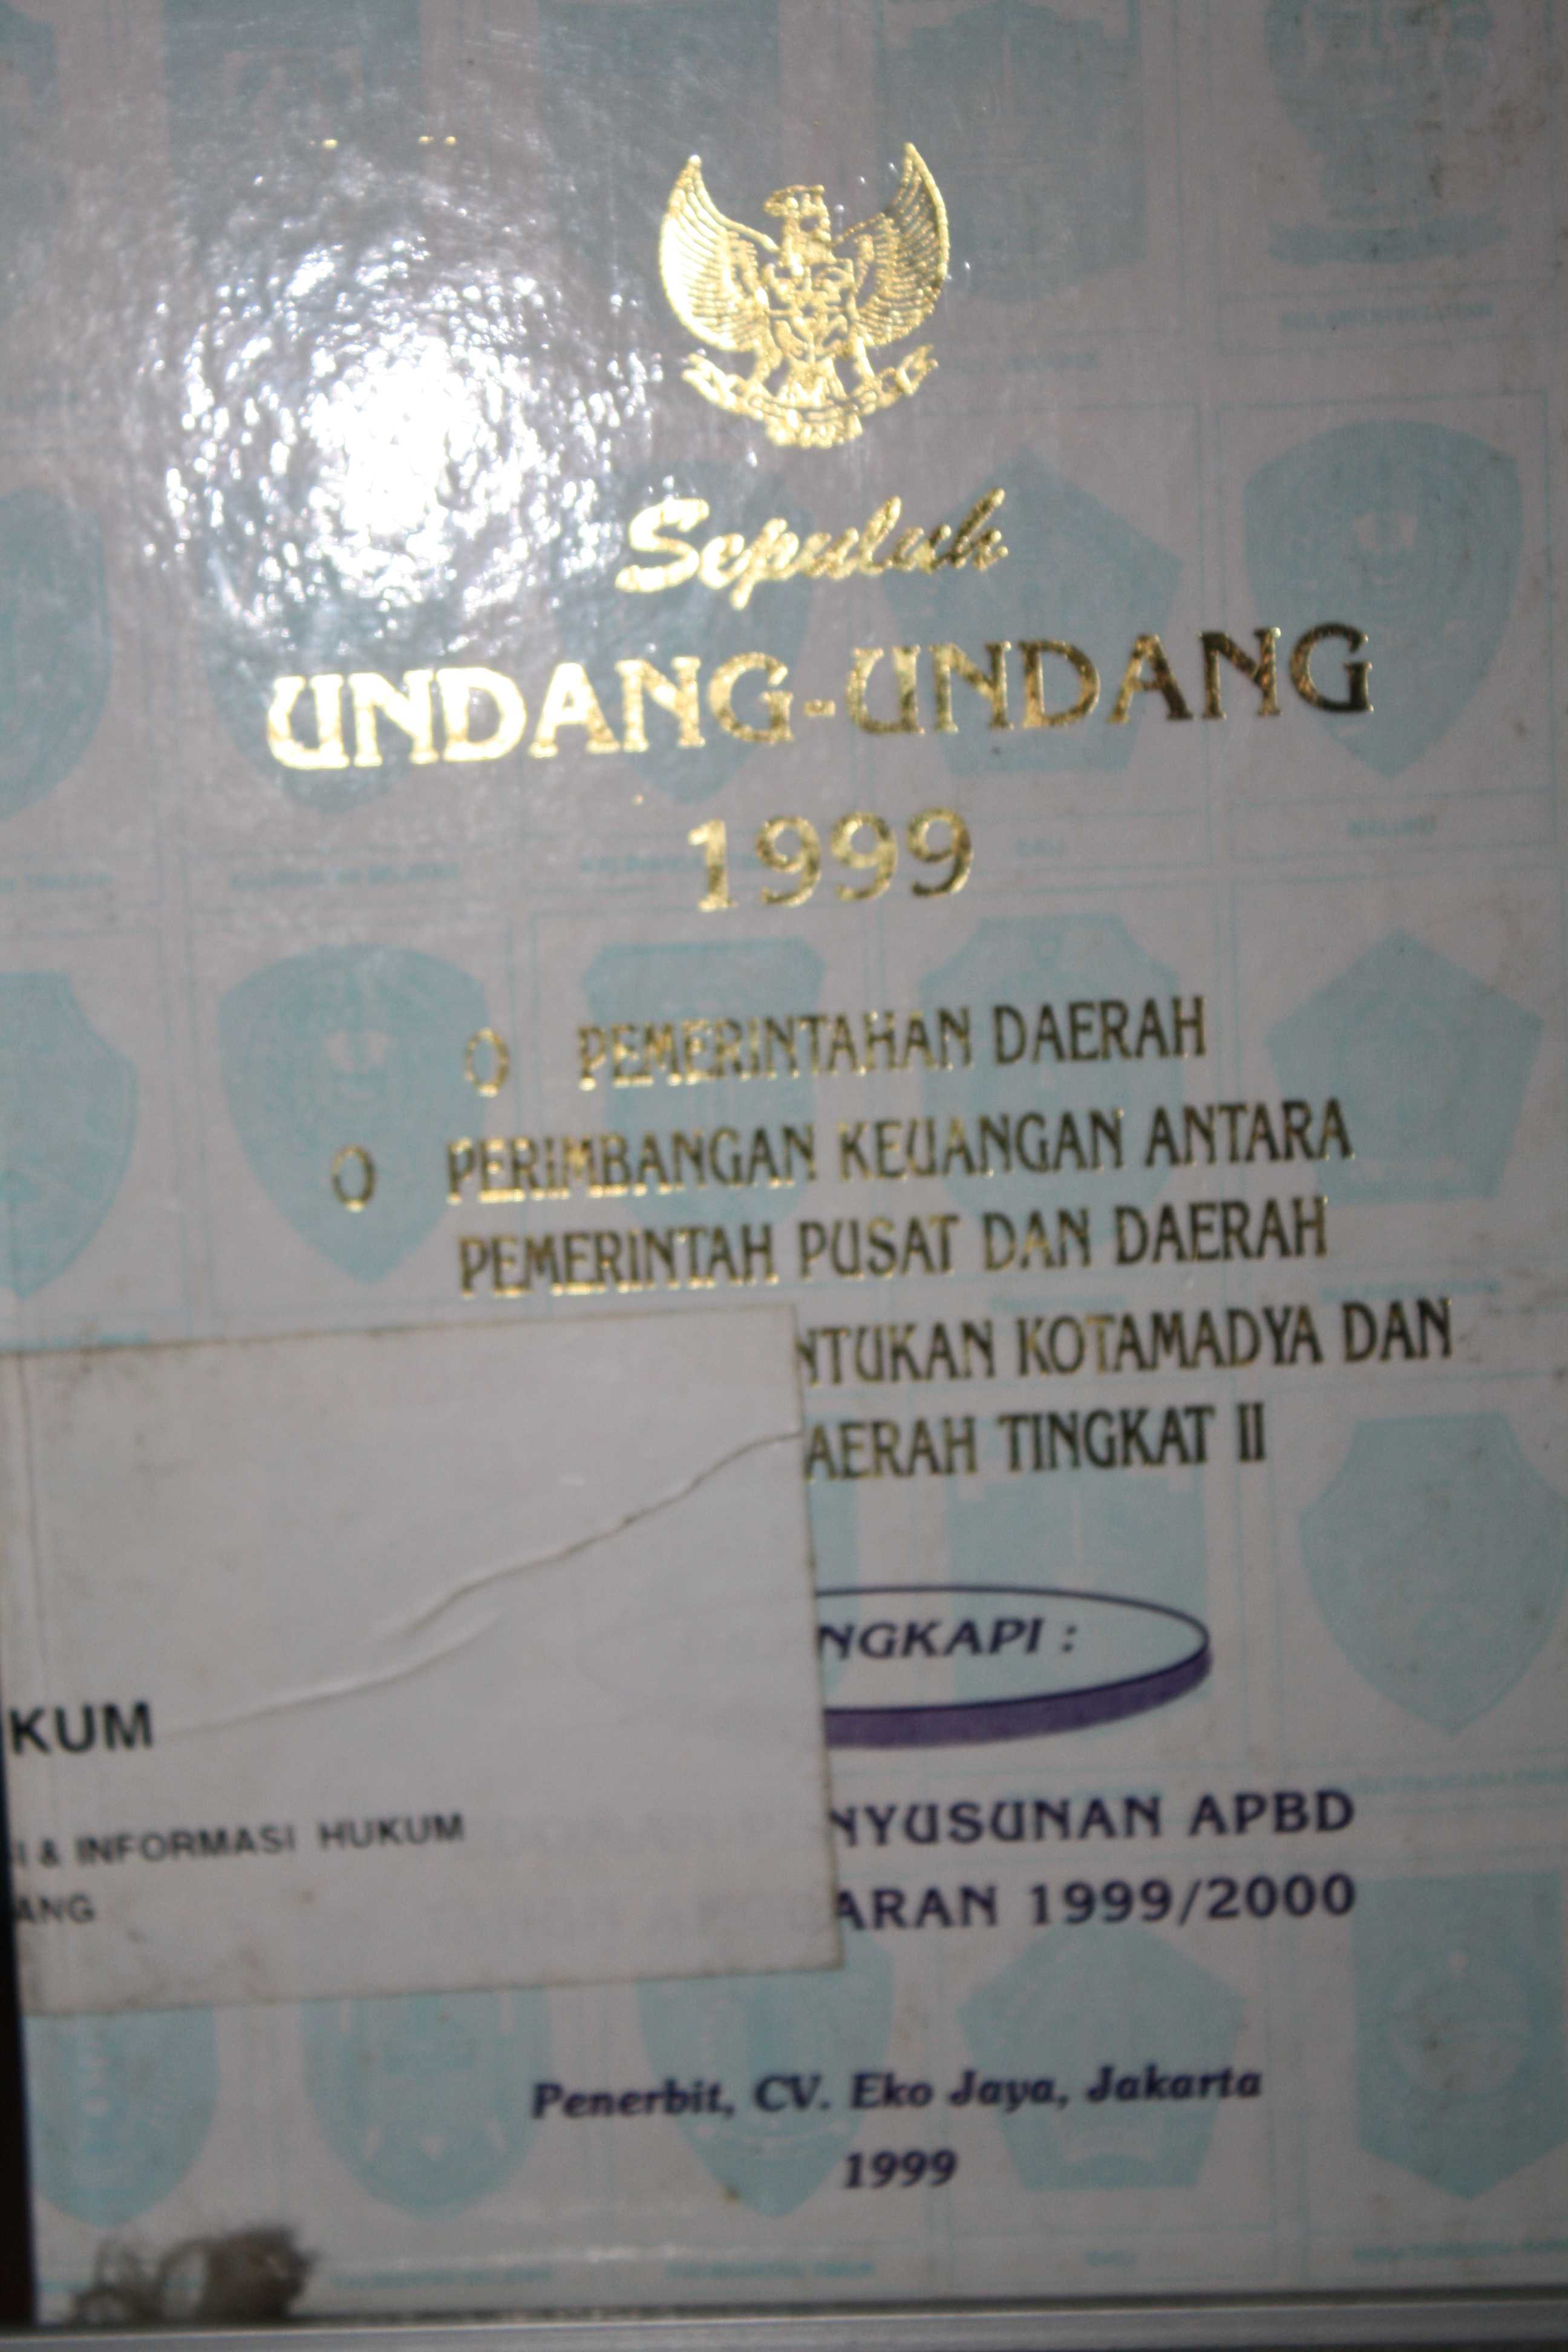 Sepuluh
UNDANG-UNDANG
1999
O PEMERINTAHAN DAERAH
O PERIMBANGAN KEUANGAN ANTARA
PEMERINTAH PUSAT DAN DAERAH
NTUKAN KOTAMADYA DAN
AERAH TINGKAT II
NGKAPI :
KUM
NYUSUNAN APBD
I & INFORMASI HUKUM
ARAN 1999/2000
ANG
Penerbit, CV. Eko Jaya, Jakarta
1999